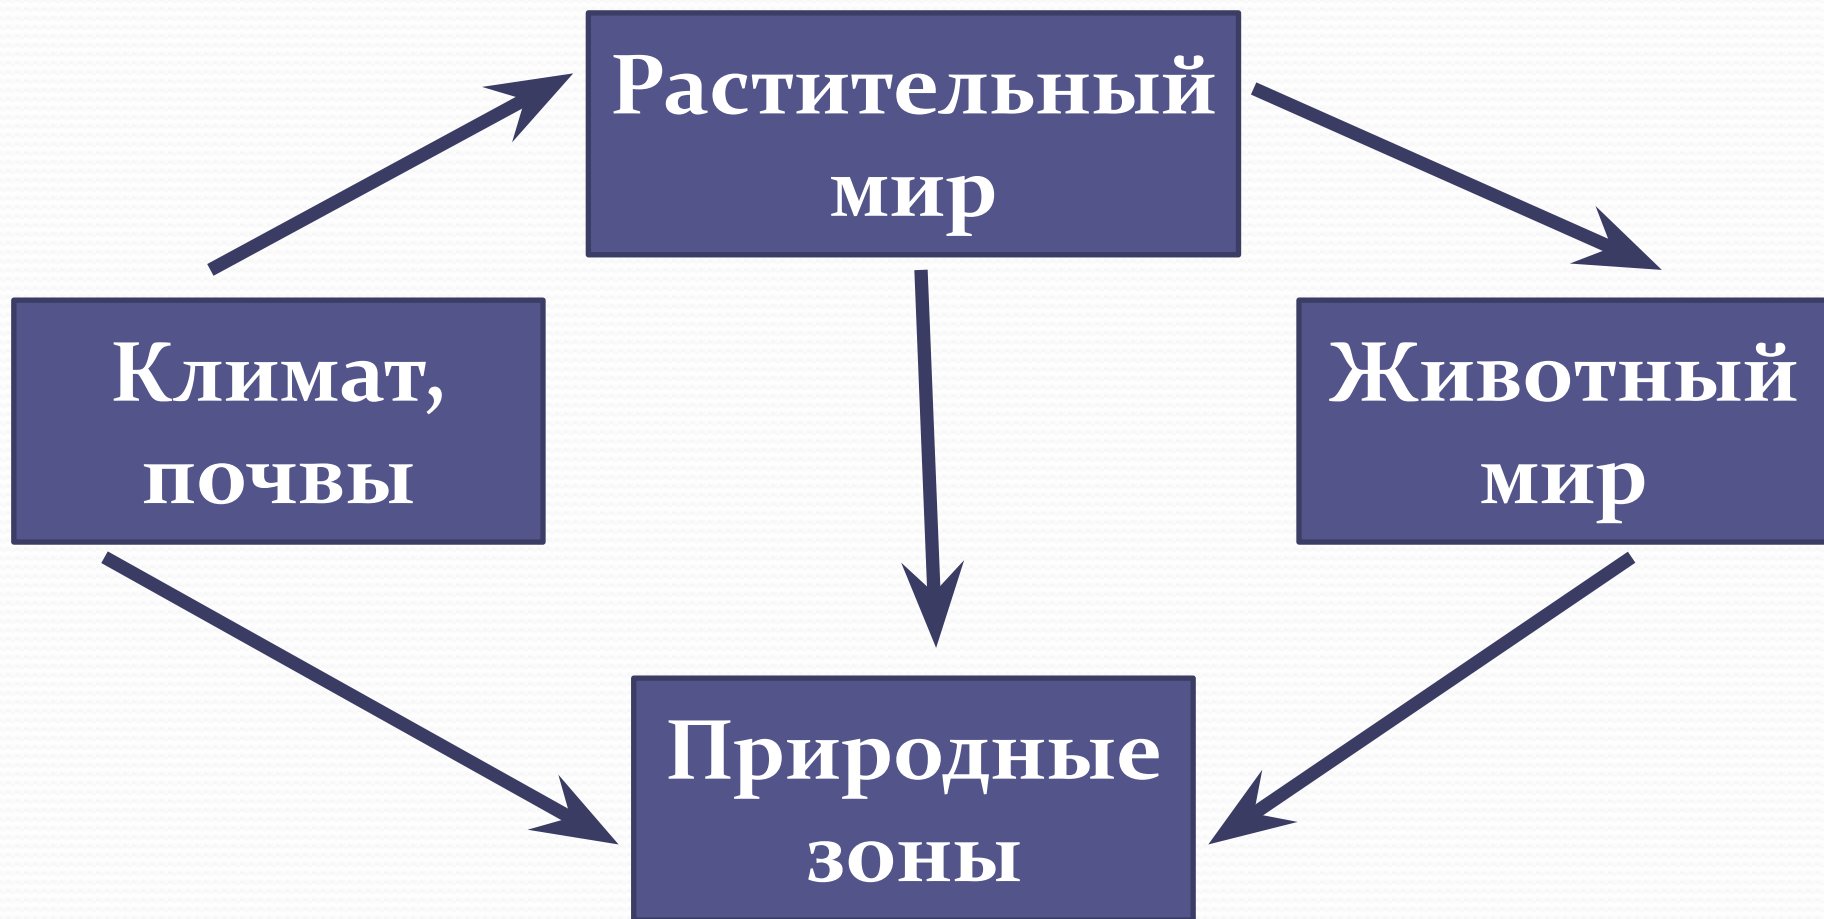 Растительный
мир
Климат,
почвы
Животный
мир
Природные
зоны